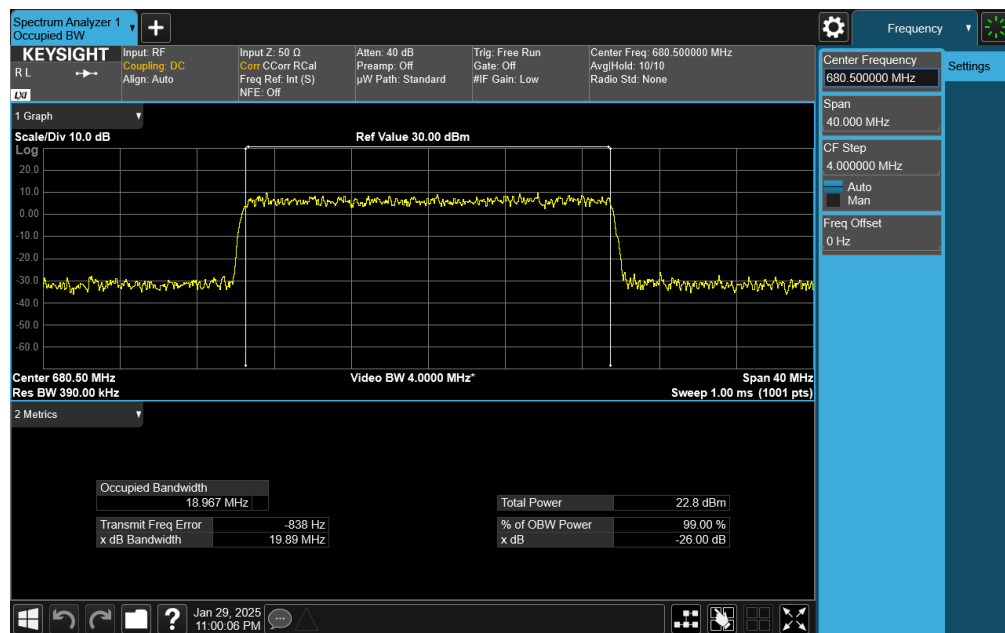 Spectrum Analyzer 1
Occupied BW
Frequency
KEYSIGHT
R L
LXI
Input: RF
Coupling: DC
Align: Auto
Input Z: 50 Ω
Corr CCorr RCal
Freq Ref: Int (S)
NFE: Off
Atten: 40 dB
Preamp: Off
µW Path: Standard
Trig: Free Run
Gate: Off
#IF Gain: Low
Center Freq: 680.500000 MHz
Avg|Hold: 10/10
Radio Std: None
Center Frequency
680.500000 MHz
Settings
Span
40.000 MHz
CF Step
4.000000 MHz
Auto
Man
Freq Offset
0 Hz
1 Graph
Scale/Div 10.0 dB
Ref Value 30.00 dBm
Log
20.0
10.0
0.00
-10.0
-20.0
-30.0
-40.0
-50.0
-60.0
Center 680.50 MHz
Video BW 4.0000 MHz*
Span 40 MHz
Res BW 390.00 kHz
Sweep 1.00 ms (1001 pts)
2 Metrics
Occupied Bandwidth
18.967 MHz
Transmit Freq Error -838 Hz
x dB Bandwidth 19.89 MHz
Total Power 22.8 dBm
% of OBW Power 99.00 %
x dB -26.00 dB
Jan 29, 2025
11:00:06 PM